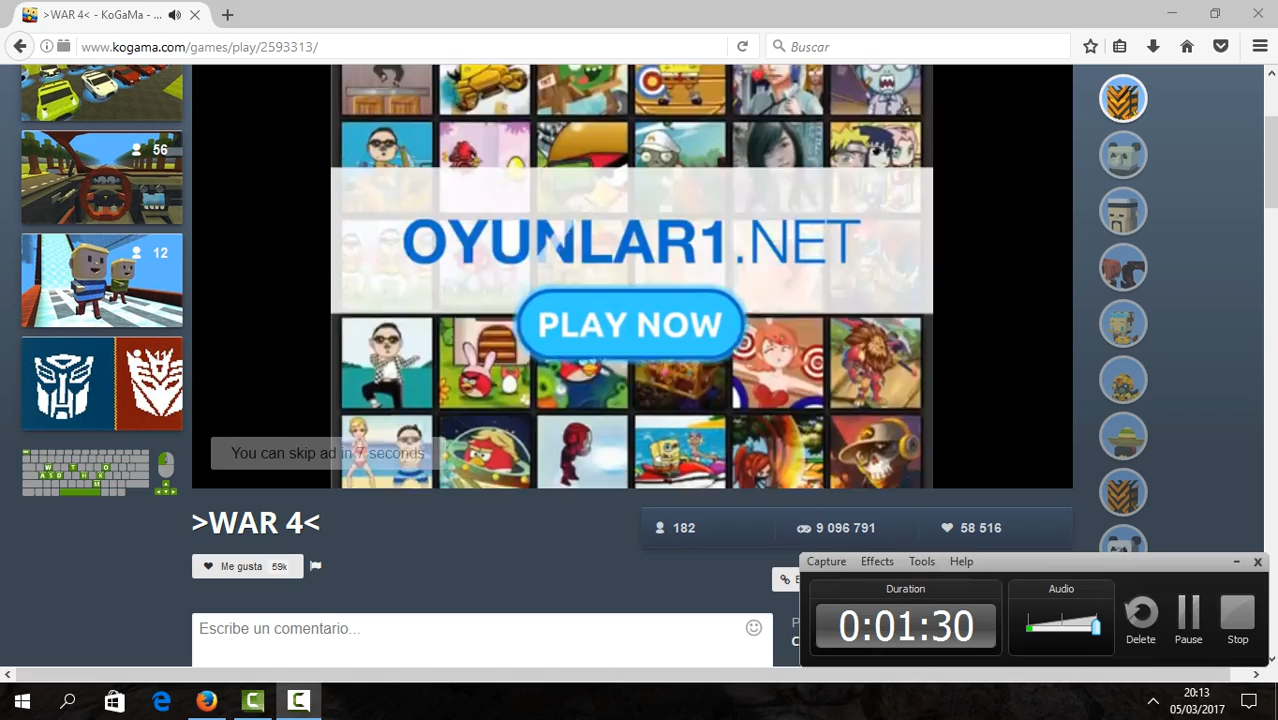 >WAR 4< - KoGaMa - ...
www.kogama.com/games/play/2593313/
Buscar
56
12
OYUNLAR1.NET
PLAY NOW
You can skip ad in 7 seconds
>WAR 4<
182
9 096 791
58 516
Me gusta 59k
Escribe un comentario...
Capture Effects Tools Help
Duration
Audio
0:01:30
Delete
Pause
Stop
20:13
05/03/2017